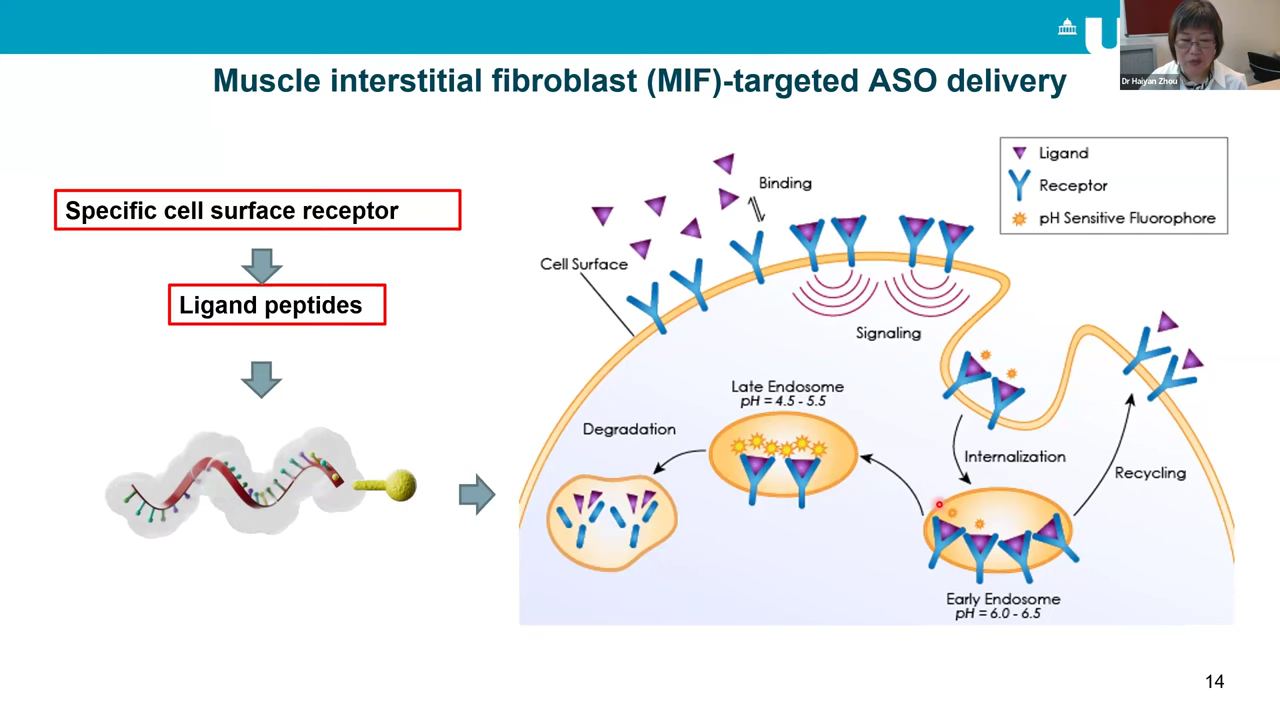 U
Dr Haiyan Zhou
Muscle interstitial fibroblast (MIF)-targeted ASO delivery
Specific cell surface receptor
Ligand peptides
Ligand
Receptor
pH Sensitive Fluorophore
Binding
Cell Surface
Signaling
Late Endosome
pH = 4.5 - 5.5
Degradation
Internalization
Recycling
Early Endosome
pH = 6.0 - 6.5
14